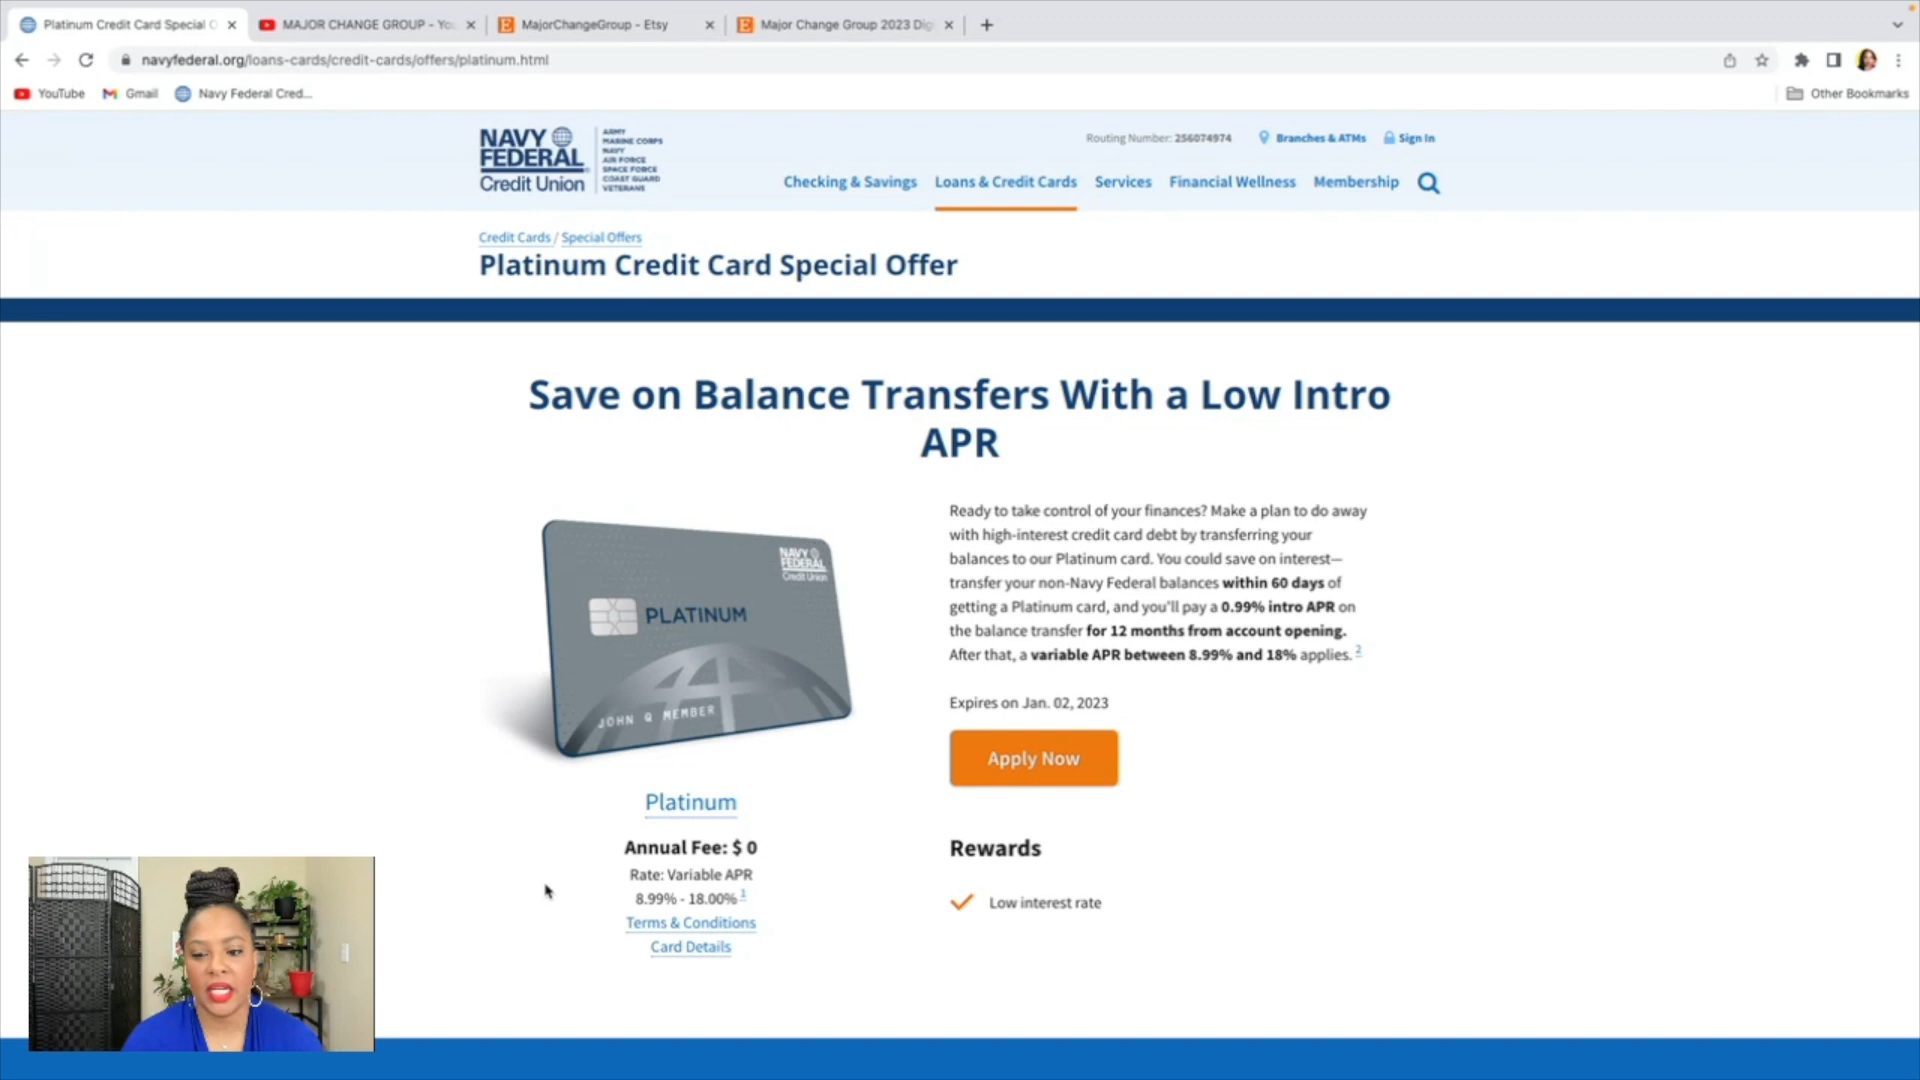 Platinum Credit Card Special O
MAJOR CHANGE GROUP - Yo
MajorChangeGroup - Etsy
Major Change Group 2023 Dig
navyfederal.org/loans-cards/credit-cards/offers/platinum.html
YouTube
Gmail
Navy Federal Cred...
Other Bookmarks
NAVY
FEDERAL
Credit Union
ARMY
MARINE CORPS
NAVY
AIR FORCE
SPACE FORCE
COAST GUARD
VETERANS
Routing Number: 256074974
Branches & ATMs
Sign In
Checking & Savings
Loans & Credit Cards
Services
Financial Wellness
Membership
Credit Cards / Special Offers
Platinum Credit Card Special Offer
Save on Balance Transfers With a Low Intro
APR
NAVY
FEDERAL
Credit Union
PLATINUM
JOHN Q MEMBER
Platinum
Annual Fee: $ 0
Rate: Variable APR
8.99% - 18.00% 1
Terms & Conditions
Card Details
Ready to take control of your finances? Make a plan to do away
with high-interest credit card debt by transferring your
balances to our Platinum card. You could save on interest—
transfer your non-Navy Federal balances within 60 days of
getting a Platinum card, and you'll pay a 0.99% intro APR on
the balance transfer for 12 months from account opening.
After that, a variable APR between 8.99% and 18% applies. 2
Expires on Jan. 02, 2023
Apply Now
Rewards
Low interest rate